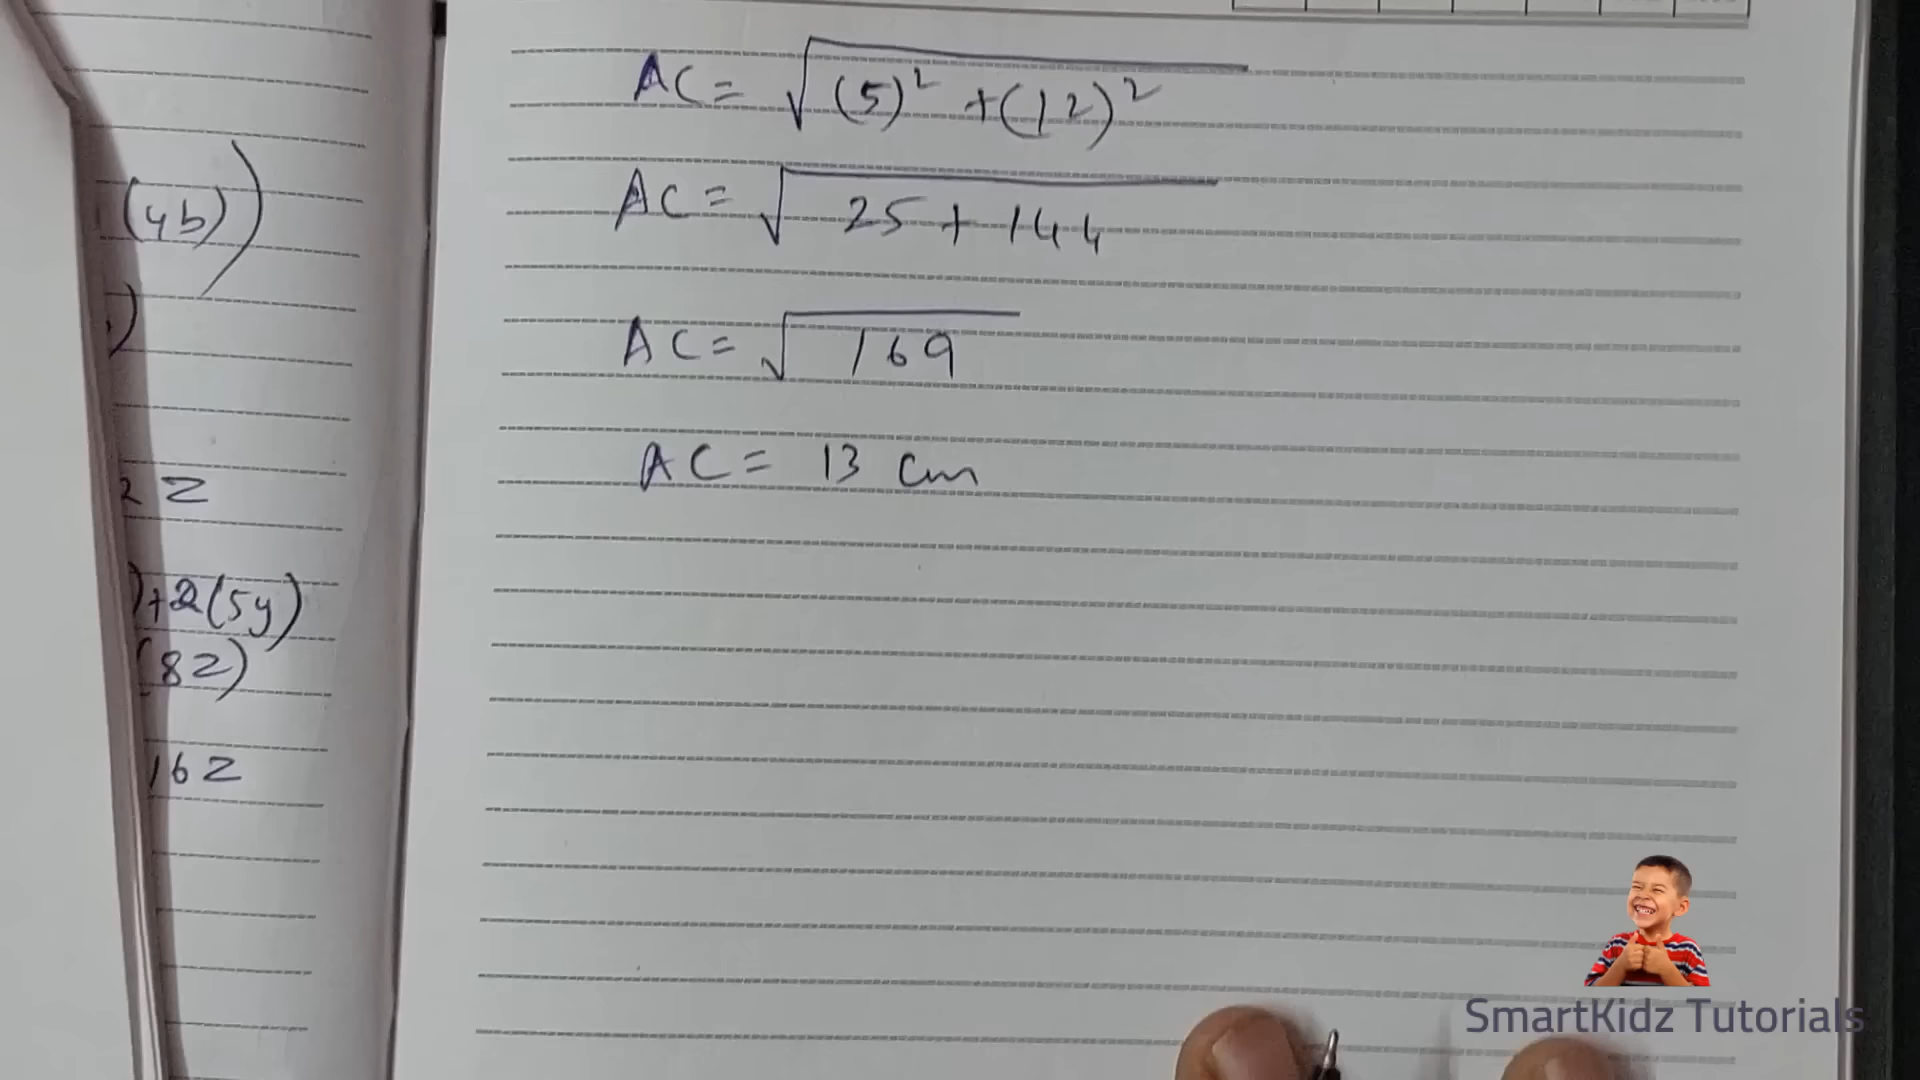 (4b))
)
2z
)+2(5y)
(8z)
16z
AC = √(5)² + (12)²
AC = √25 + 144
AC = √169
AC = 13 cm
SmartKidz Tutorials